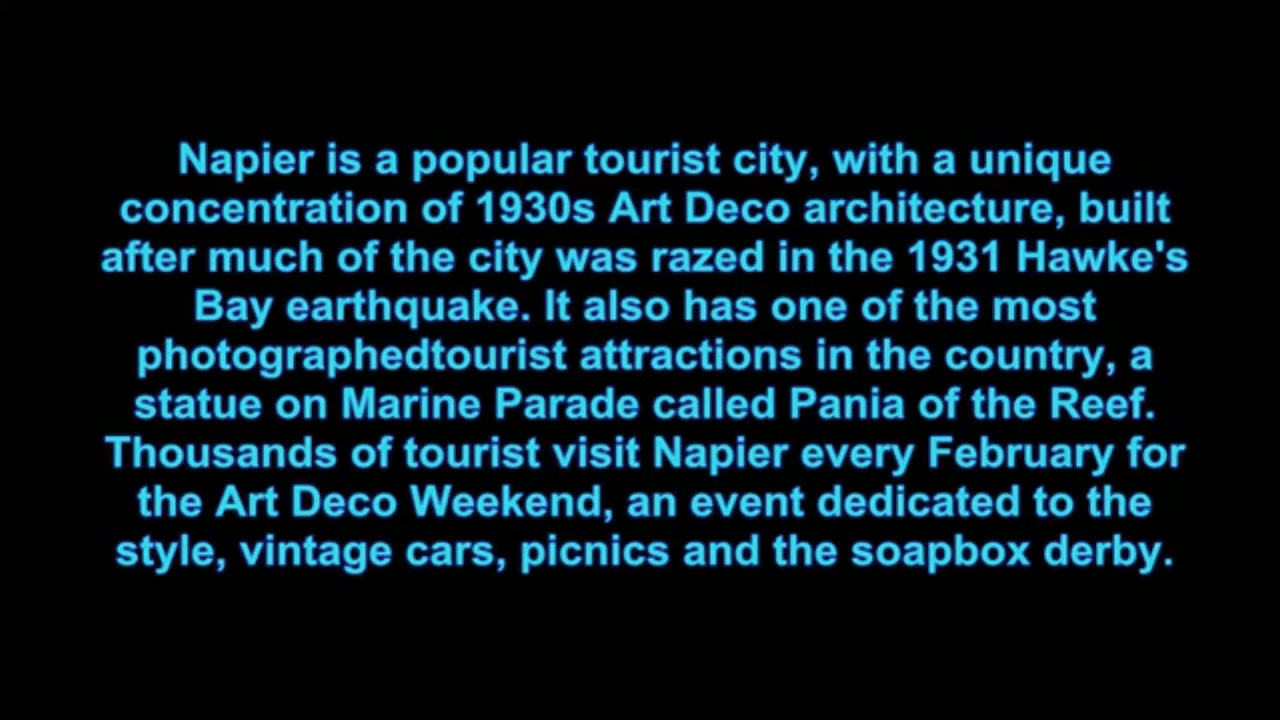 Napier is a popular tourist city, with a unique
concentration of 1930s Art Deco architecture, built
after much of the city was razed in the 1931 Hawke's
Bay earthquake. It also has one of the most
photographedtourist attractions in the country, a
statue on Marine Parade called Pania of the Reef.
Thousands of tourist visit Napier every February for
the Art Deco Weekend, an event dedicated to the
style, vintage cars, picnics and the soapbox derby.